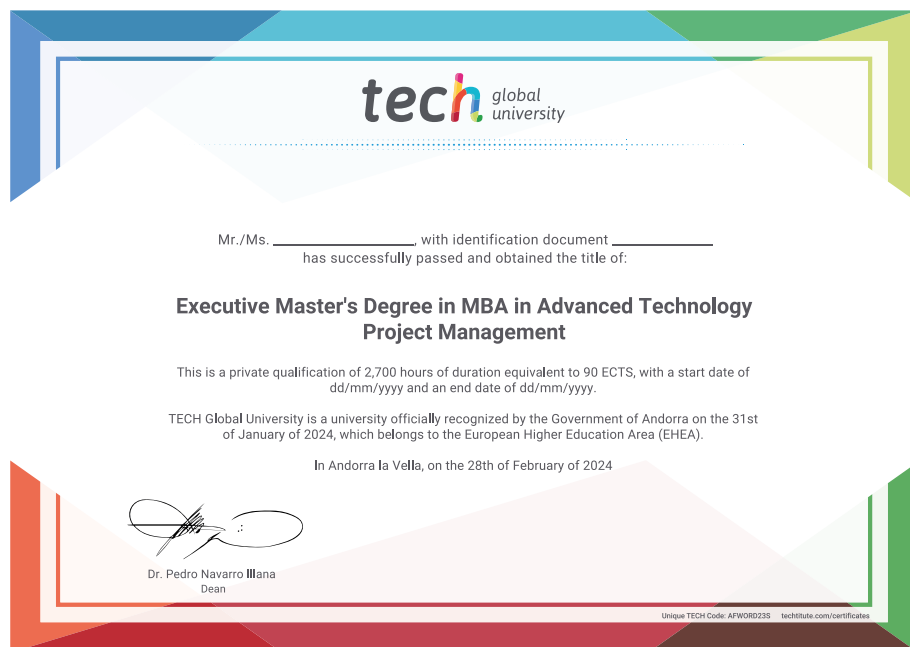 tech global university
Mr./Ms. ____________________, with identification document ______________
has successfully passed and obtained the title of:
Executive Master's Degree in MBA in Advanced Technology
Project Management
This is a private qualification of 2,700 hours of duration equivalent to 90 ECTS, with a start date of
dd/mm/yyyy and an end date of dd/mm/yyyy.
TECH Global University is a university officially recognized by the Government of Andorra on the 31st
of January of 2024, which belongs to the European Higher Education Area (EHEA).
In Andorra la Vella, on the 28th of February of 2024
Dr. Pedro Navarro Illana
Dean
Unique TECH Code: AFWORD23S techtitute.com/certificates